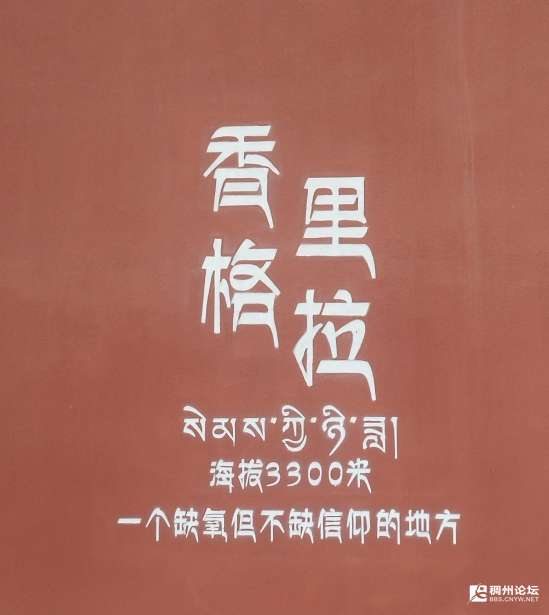 香格
里拉
སེམས་ཀྱི་ཉི་ཟླ།
海拔3300米
一个缺氧但不缺信仰的地方
稠州论坛
BBS.CNYW.NET